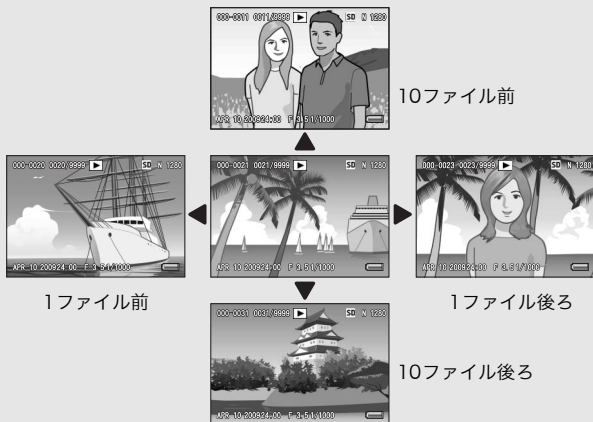 000-0011 0011/9999 SD N 1280
APR 10 2009 24:00 F 3.5 1/1000
10ファイル前
000-0020 0020/9999 SD N 1280
APR 10 2009 24:00 F 3.5 1/1000
1ファイル前
000-0021 0021/9999 SD N 1280
APR 10 2009 24:00 F 3.5 1/1000
000-0023 0023/9999 SD N 1280
APR 10 2009 24:00 F 3.5 1/1000
1ファイル後ろ
000-0031 0031/9999 SD N 1280
APR 10 2009 24:00 F 3.5 1/1000
10ファイル後ろ